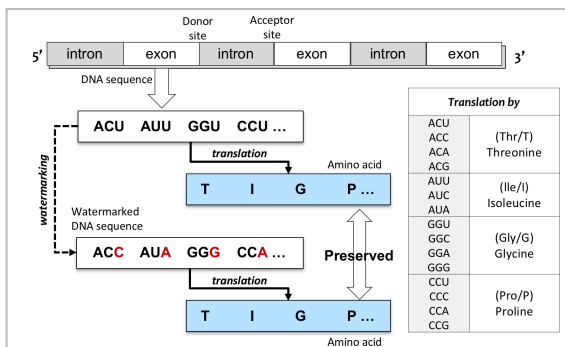 Donor site
Acceptor site
5' intron exon intron exon intron exon 3'
DNA sequence
ACU AUU GGU CCU ...
translation
Amino acid
T I G P ...
watermarking
Watermarked DNA sequence
ACC AUA GGG CCA ...
Preserved
translation
T I G P ...
Amino acid
Translation by
ACU
ACC
ACA
ACG
(Thr/T)
Threonine
AUU
AUC
AUA
(Ile/I)
Isoleucine
GGU
GGC
GGA
GGG
(Gly/G)
Glycine
CCU
CCC
CCA
CCG
(Pro/P)
Proline